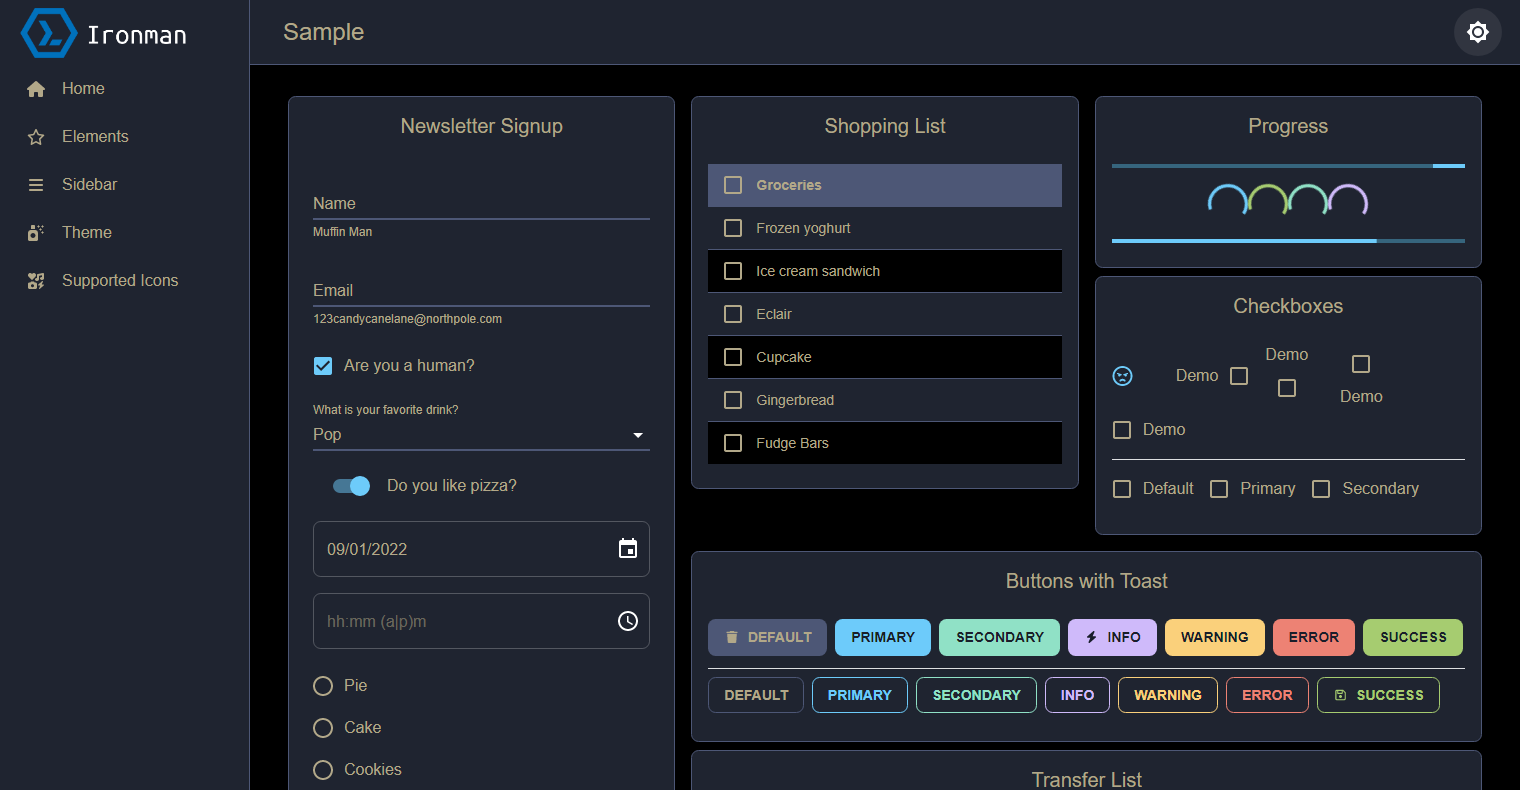 Ironman
Home
Elements
Sidebar
Theme
Supported Icons
Sample
Newsletter Signup
Name
Muffin Man
Email
123candycanelane@northpole.com
Are you a human?
What is your favorite drink?
Pop
Do you like pizza?
09/01/2022
hh:mm (a|p)m
Pie
Cake
Cookies
Shopping List
Groceries
Frozen yoghurt
Ice cream sandwich
Eclair
Cupcake
Gingerbread
Fudge Bars
Progress
Checkboxes
Demo
Demo
Demo
Demo
Default Primary Secondary
Buttons with Toast
DEFAULT PRIMARY SECONDARY INFO WARNING ERROR SUCCESS
DEFAULT PRIMARY SECONDARY INFO WARNING ERROR SUCCESS
Transfer List